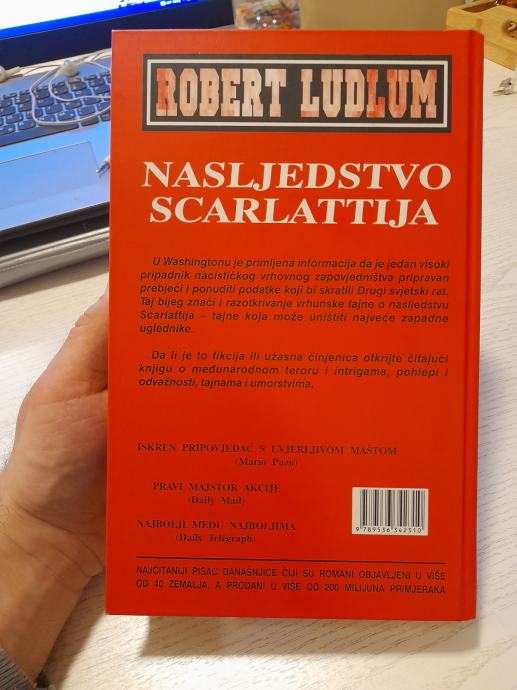 ROBERT LUDLUM
NASLJEDSTVO
SCARLATTIJA
U Washingtonu je primljena informacija da je jedan visoki
pripadnik nacističkog vrhovnog zapovjedništva pripravan
prebjeći i ponuditi podatke koji bi skratili Drugi svjetski rat.
Taj bijeg znači i razotkrivanje vrhunske tajne o nasljedstvu
Scarlattija – tajne koja može uništiti najveće zapadne
uglednike.
Da li je to fikcija ili užasna činjenica otkrijte čitajući
knjigu o međunarodnom teroru i intrigama, pohlepi i
odvažnosti, tajnama i umorstvima.
ISKREN PRIPOVJEDAČ S UVJERLJIVOM MAŠTOM
(Mario Puzo)
PRAVI MAJSTOR AKCIJE
(Daily Mail)
NAJBOLJI MEĐU NAJBOLJIMA
(Daily Telegraph)
9 789536 342310
NAJČITANIJI PISAC DANAŠNJICE ČIJI SU ROMANI OBJAVLJENI U VIŠE
OD 40 ZEMALJA, A PRODANI U VIŠE OD 200 MILIJUNA PRIMJERAKA